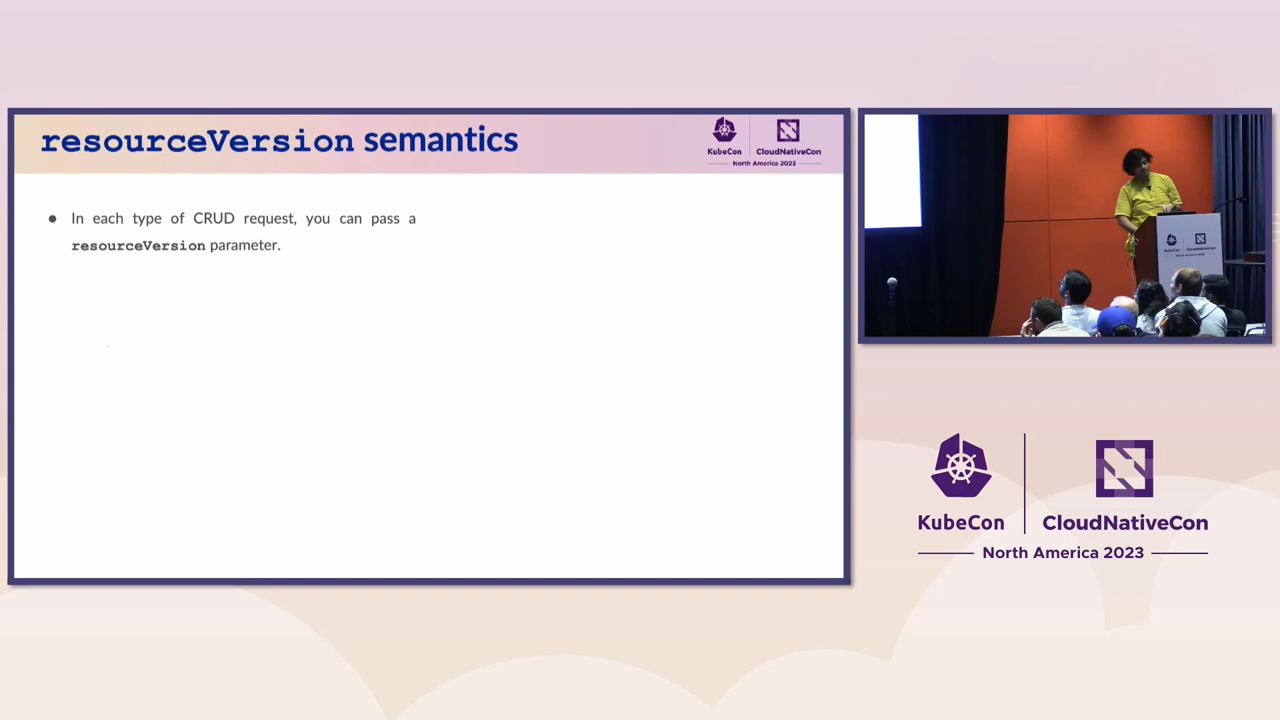 resourceVersion semantics
KubeCon
CloudNativeCon
North America 2023
● In each type of CRUD request, you can pass a
resourceVersion parameter.
KubeCon
CloudNativeCon
North America 2023